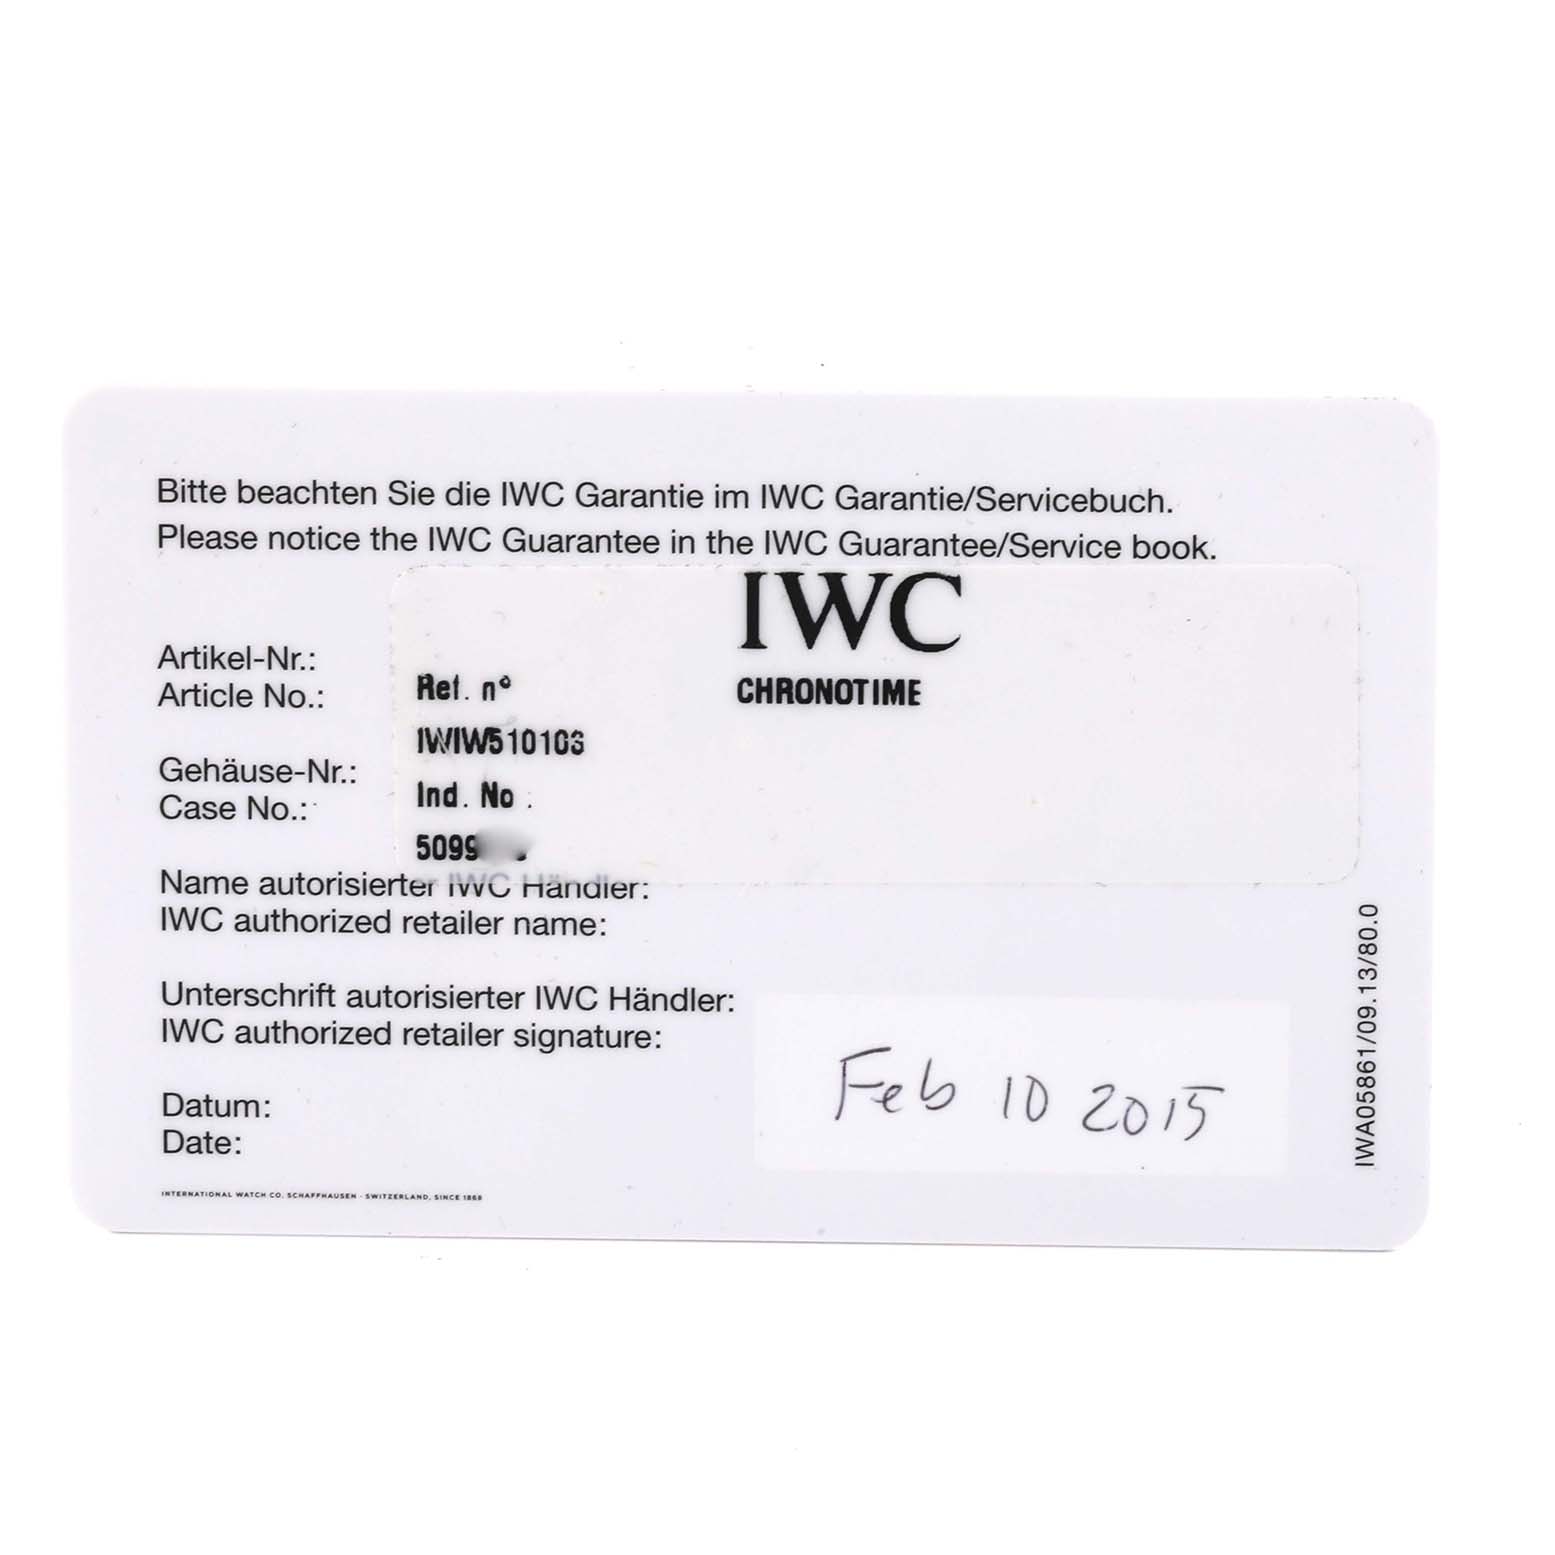 Bitte beachten Sie die IWC Garantie im IWC Garantie/Servicebuch.
Please notice the IWC Guarantee in the IWC Guarantee/Service book.
IWC
Artikel-Nr.:
Article No.:
Ref. nº
CHRONOTIME
IWIW510103
Gehäuse-Nr.:
Case No.:
Ind. No.
5099
Name autorisierter IWC Händler:
IWC authorized retailer name:
Unterschrift autorisierter IWC Händler:
IWC authorized retailer signature:
Feb 10 2015
Datum:
Date:
INTERNATIONAL WATCH CO. SCHAFFHAUSEN - SWITZERLAND, SINCE 1868
IWA05861/09.13/80.0